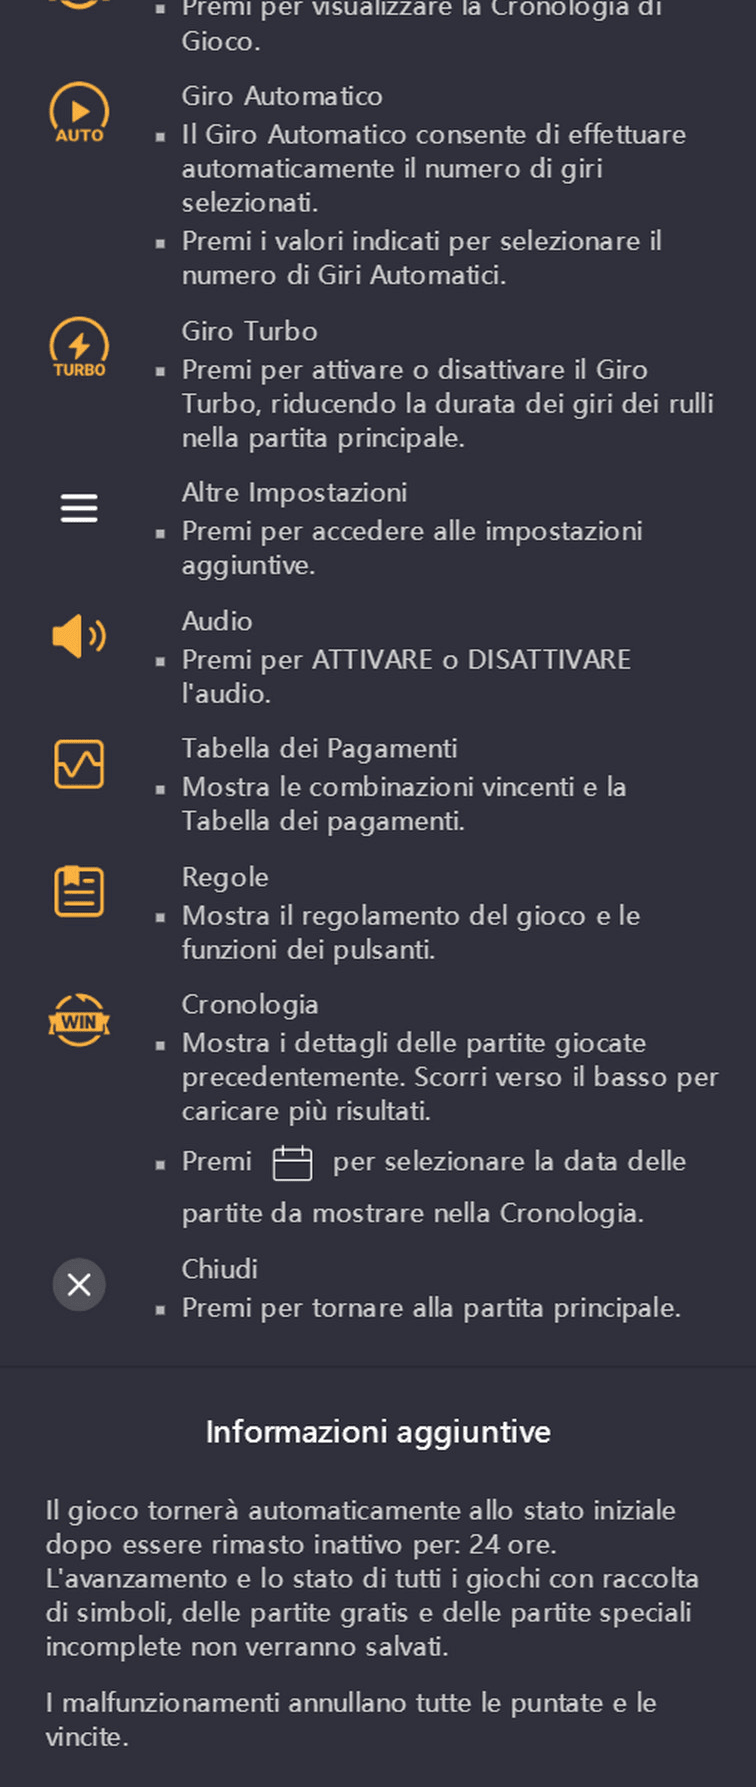 Premi per visualizzare la Cronologia di
Gioco.
Giro Automatico
AUTO
Il Giro Automatico consente di effettuare
automaticamente il numero di giri
selezionati.
Premi i valori indicati per selezionare il
numero di Giri Automatici.
Giro Turbo
TURBO
Premi per attivare o disattivare il Giro
Turbo, riducendo la durata dei giri dei rulli
nella partita principale.
Altre Impostazioni
Premi per accedere alle impostazioni
aggiuntive.
Audio
Premi per ATTIVARE o DISATTIVARE
l'audio.
Tabella dei Pagamenti
Mostra le combinazioni vincenti e la
Tabella dei pagamenti.
Regole
Mostra il regolamento del gioco e le
funzioni dei pulsanti.
Cronologia
WIN
Mostra i dettagli delle partite giocate
precedentemente. Scorri verso il basso per
caricare più risultati.
Premi per selezionare la data delle
partite da mostrare nella Cronologia.
Chiudi
Premi per tornare alla partita principale.
Informazioni aggiuntive
Il gioco tornerà automaticamente allo stato iniziale
dopo essere rimasto inattivo per: 24 ore.
L'avanzamento e lo stato di tutti i giochi con raccolta
di simboli, delle partite gratis e delle partite speciali
incomplete non verranno salvati.
I malfunzionamenti annullano tutte le puntate e le
vincite.